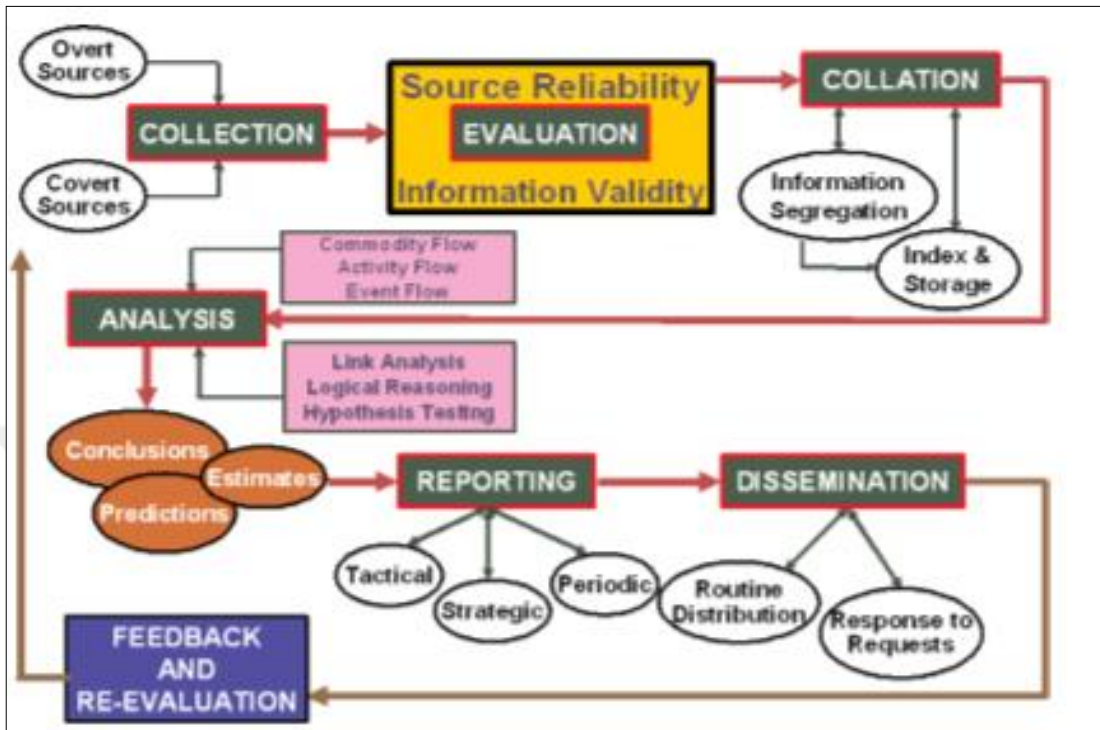 Overt
Sources
COLLECTION
Covert
Sources
Source Reliability
EVALUATION
Information Validity
COLLATION
Information
Segregation
Index &
Storage
Commodity Flow
Activity Flow
Event Flow
ANALYSIS
Link Analysis
Logical Reasoning
Hypothesis Testing
Conclusions
Estimates
Predictions
REPORTING
Tactical
Strategic
Periodic
DISSEMINATION
Routine
Distribution
Response to
Requests
FEEDBACK
AND
RE-EVALUATION